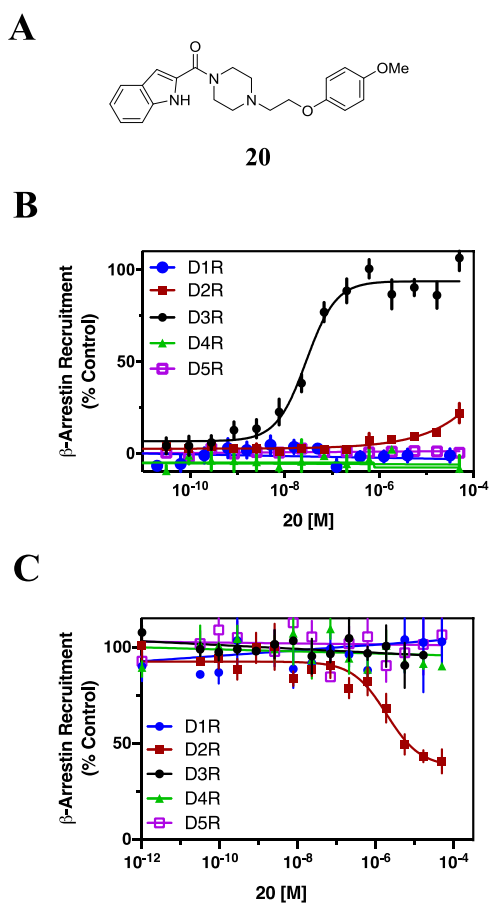 A
O
N
NH
N
O
OMe
20
B
β-Arrestin Recruitment
(% Control)
100
50
0
D1R
D2R
D3R
D4R
D5R
10-10 10-8 10-6 10-4
20 [M]
C
β-Arrestin Recruitment
(% Control)
100
50
0
D1R
D2R
D3R
D4R
D5R
10-12 10-10 10-8 10-6 10-4
20 [M]